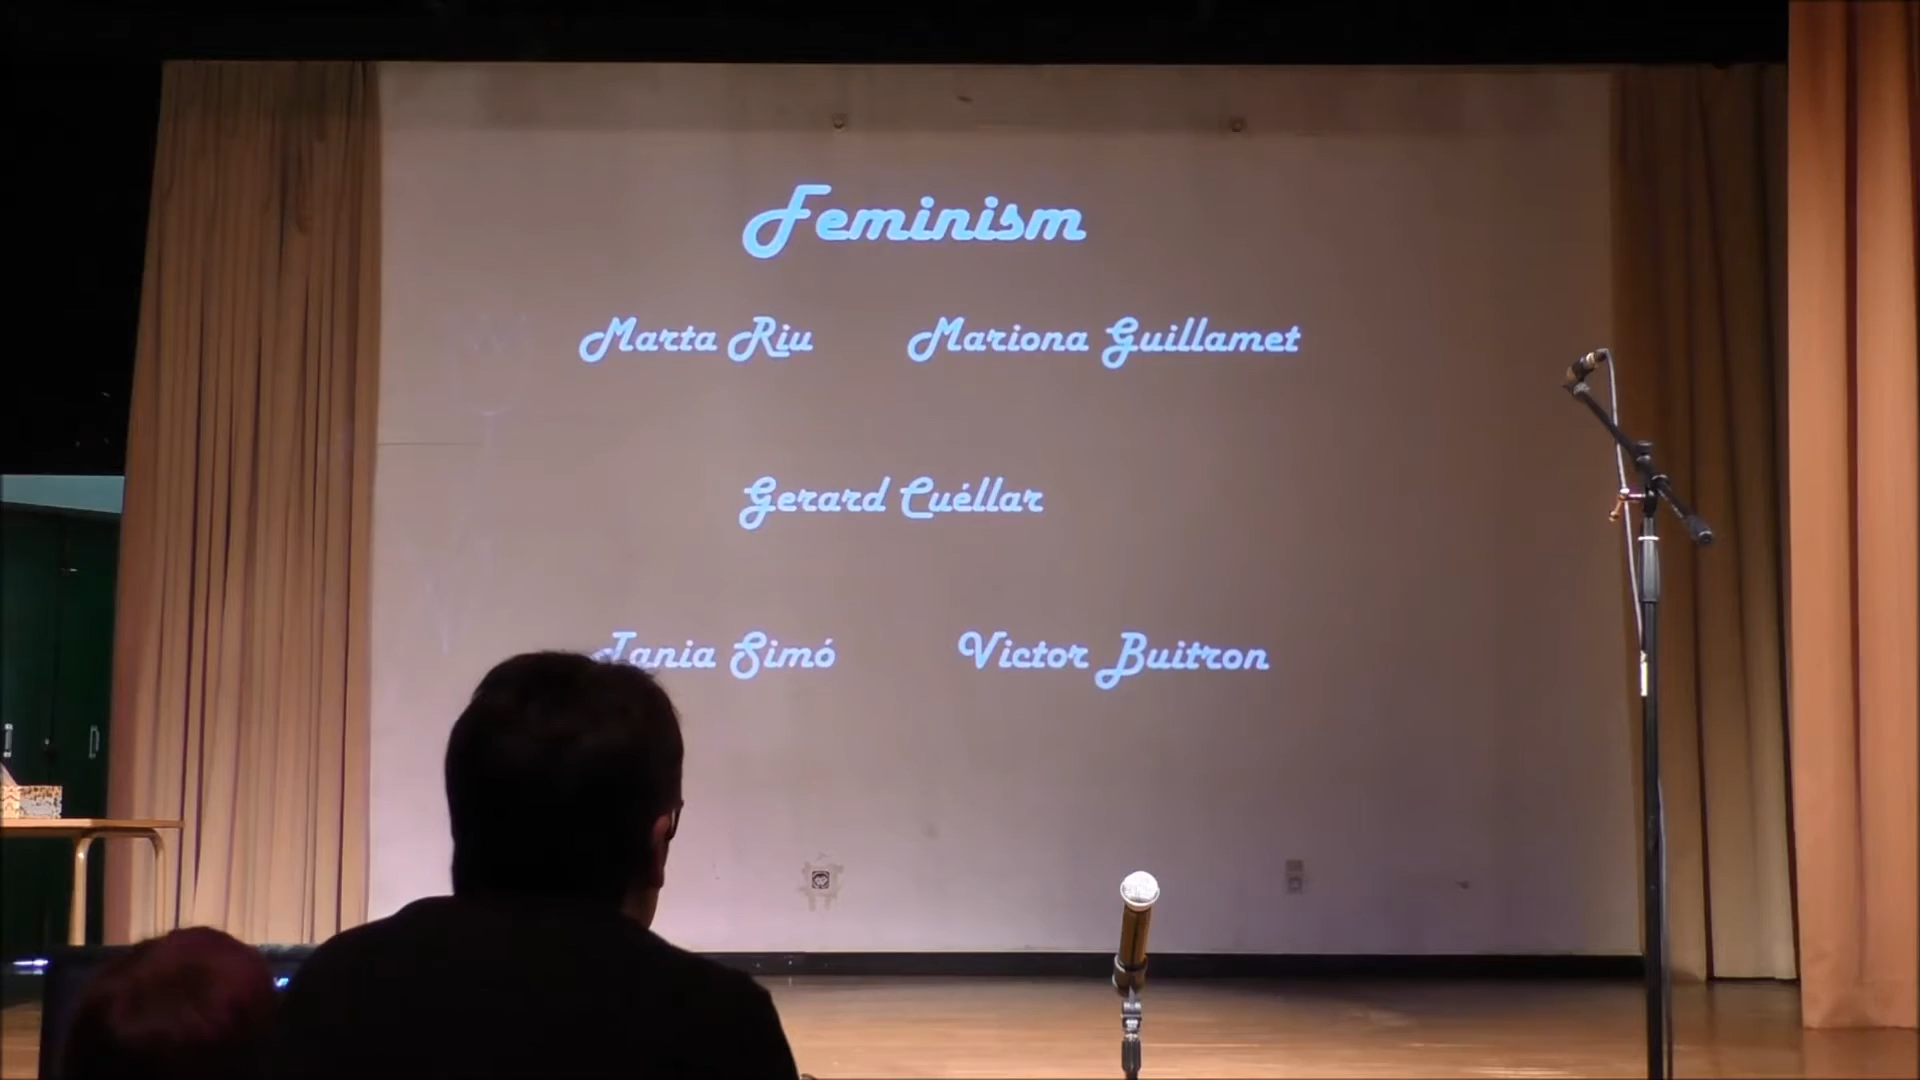 Feminism
Marta Riu Mariona Guillamet
Gerard Cuéllar
Tania Simó Victor Buitron